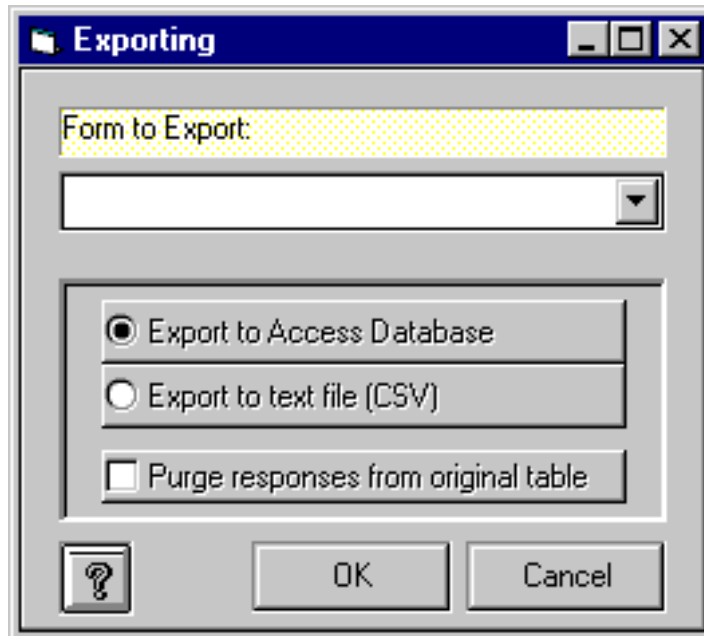 Exporting
Form to Export:
Export to Access Database
Export to text file (CSV)
Purge responses from original table
? OK Cancel